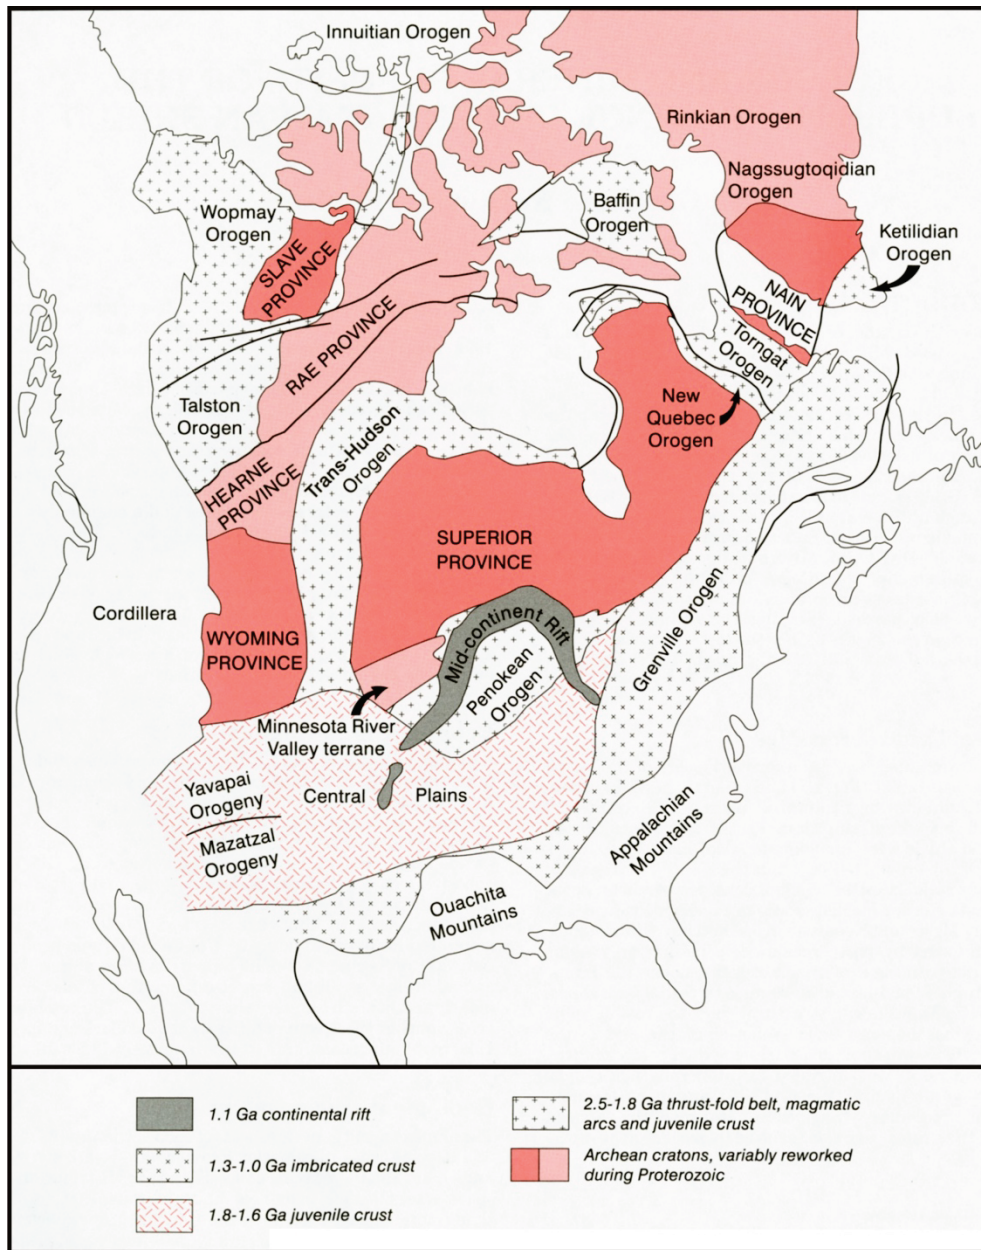 Innuitian Orogen
Rinkian Orogen
Nagssugtoqidian
Orogen
Wopmay
Orogen
Baffin
Orogen
Ketilidian
Orogen
SLAVE
PROVINCE
NAIN
PROVINCE
RAE PROVINCE
Torngat
Orogen
Talston
Orogen
New
Quebec
Orogen
Trans-Hudson
Orogen
HEARNE
PROVINCE
SUPERIOR
PROVINCE
Cordillera
WYOMING
PROVINCE
Mid-continent Rift
Grenville Orogen
Penokean
Orogen
Minnesota River
Valley terrane
Yavapai
Orogeny
Central Plains
Mazatzal
Orogeny
Appalachian
Mountains
Ouachita
Mountains
1.1 Ga continental rift
1.3-1.0 Ga imbricated crust
1.8-1.6 Ga juvenile crust
2.5-1.8 Ga thrust-fold belt, magmatic
arcs and juvenile crust
Archean cratons, variably reworked
during Proterozoic